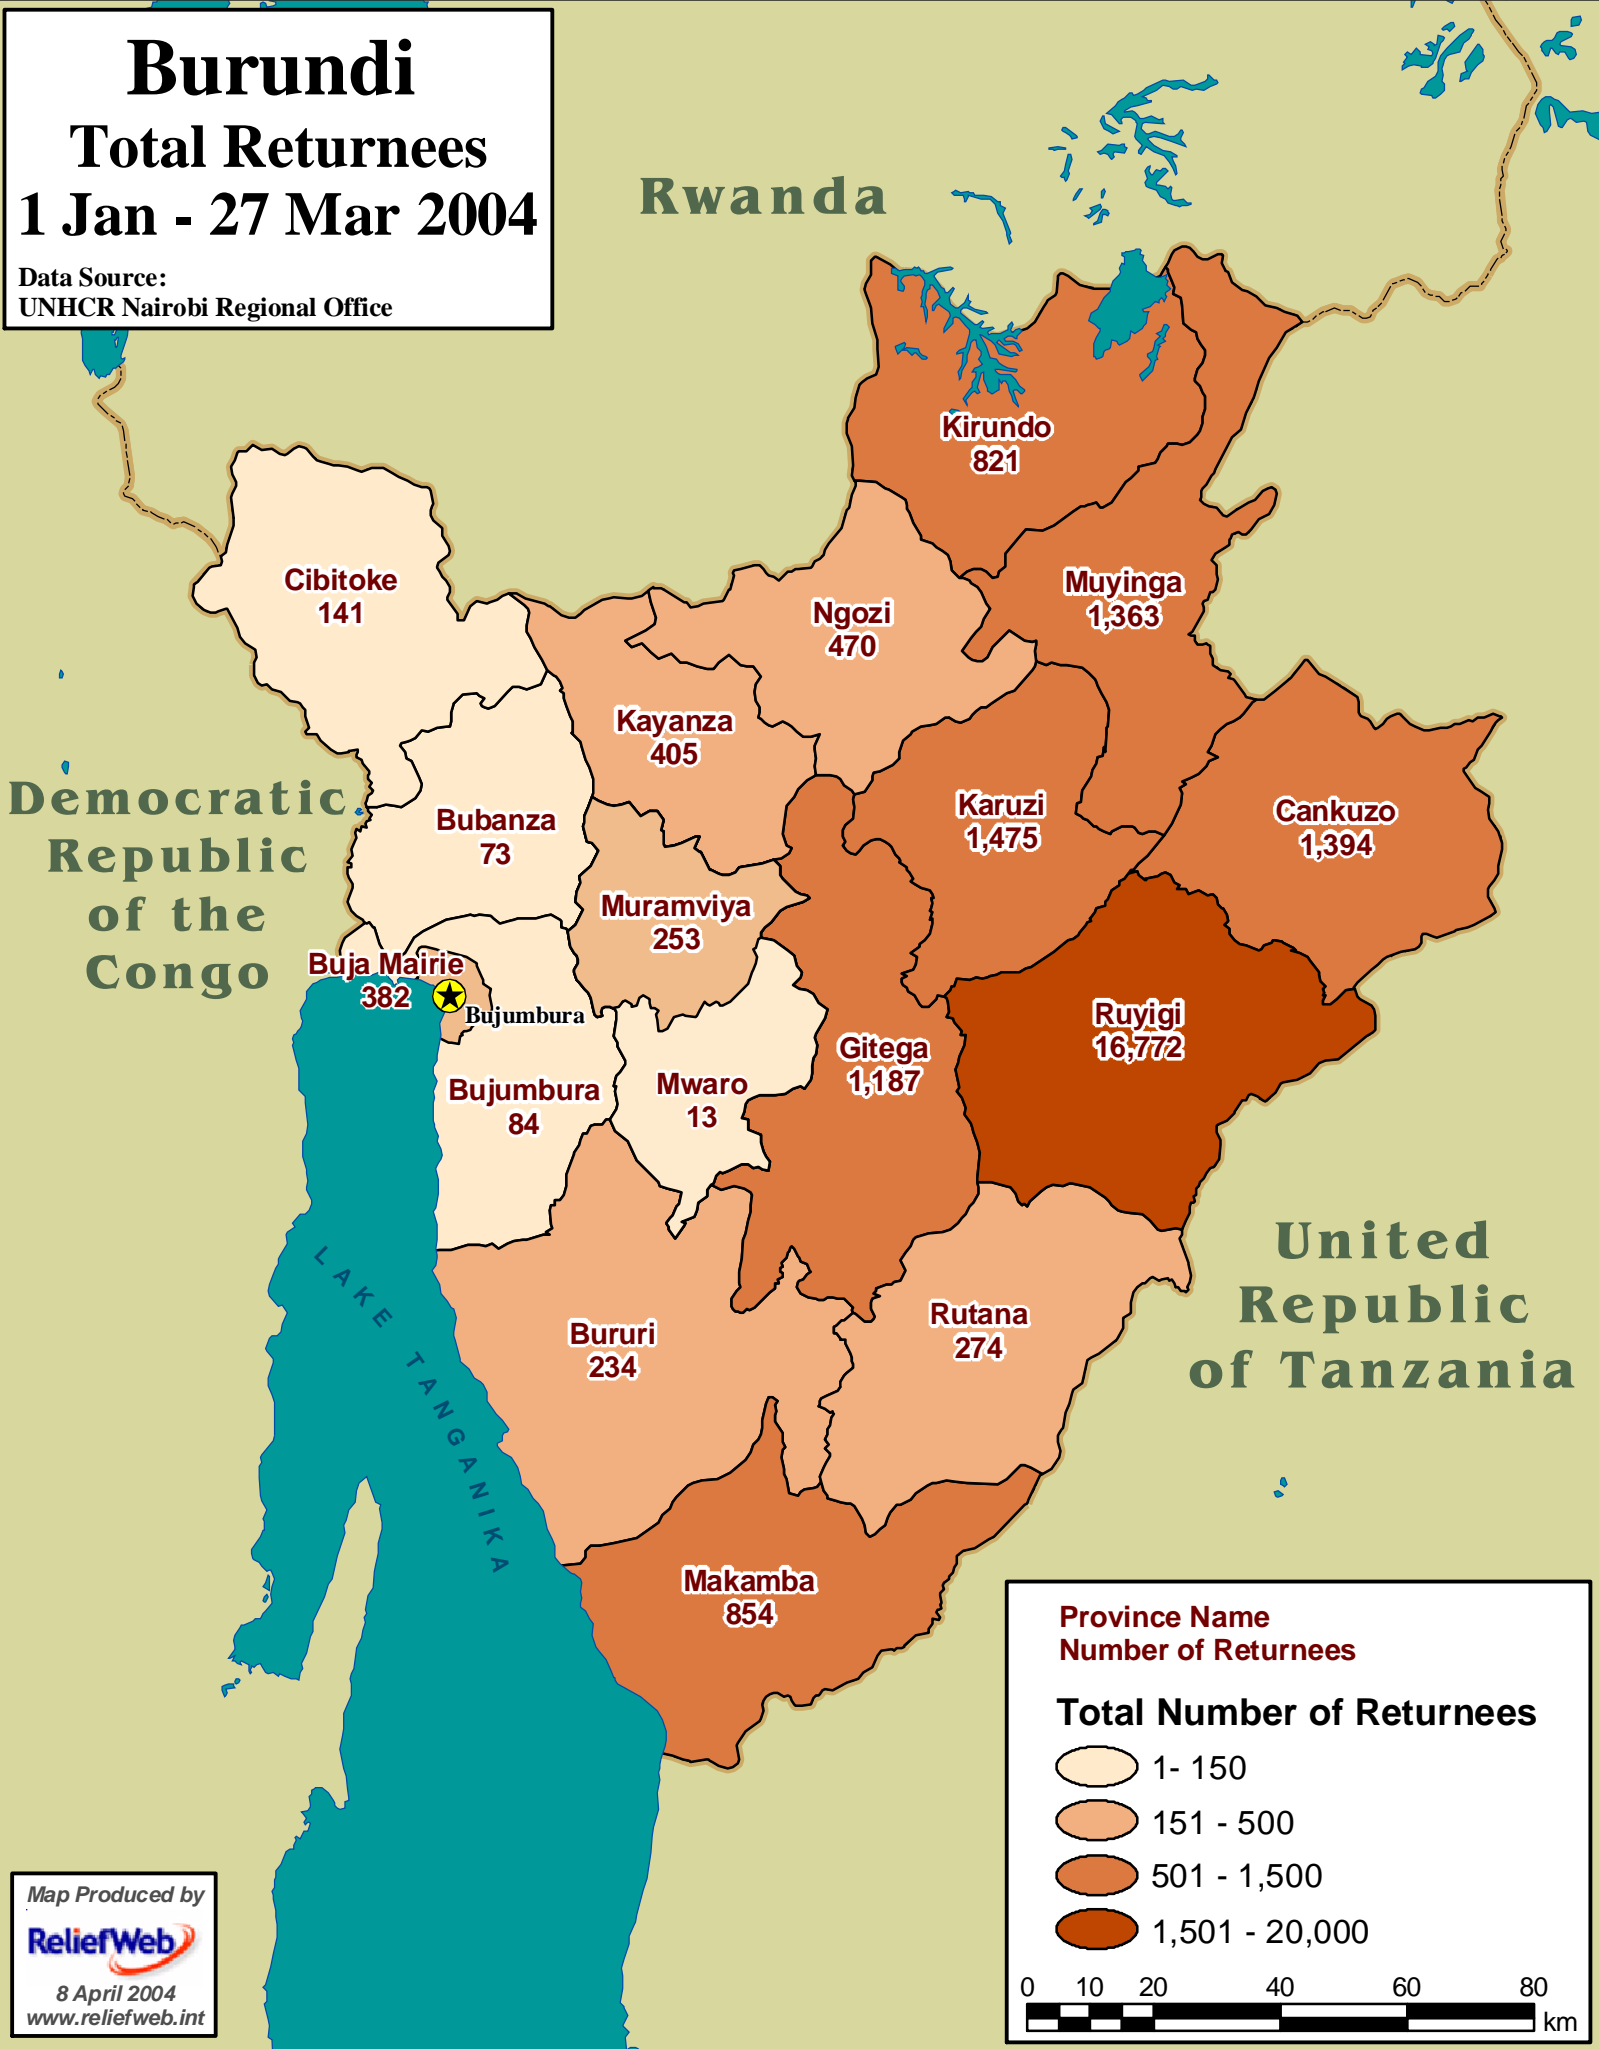 Burundi
Total Returnees
1 Jan - 27 Mar 2004
Data Source:
UNHCR Nairobi Regional Office
Rwanda
Kirundo
821
Cibitoke
141
Muyinga
1,363
Ngozi
470
Kayanza
405
Democratic
Republic
of the
Congo
Bubanza
73
Karuzi
1,475
Cankuzo
1,394
Muramviya
253
Buja Mairie
382
Bujumbura
Ruyigi
16,772
Gitega
1,187
Bujumbura
84
Mwaro
13
United
Republic
of Tanzania
LAKE TANGANIKA
Bururi
234
Rutana
274
Makamba
854
Province Name
Number of Returnees
Total Number of Returnees
1- 150
151 - 500
501 - 1,500
1,501 - 20,000
0 10 20 40 60 80
km
Map Produced by
ReliefWeb
8 April 2004
www.reliefweb.int